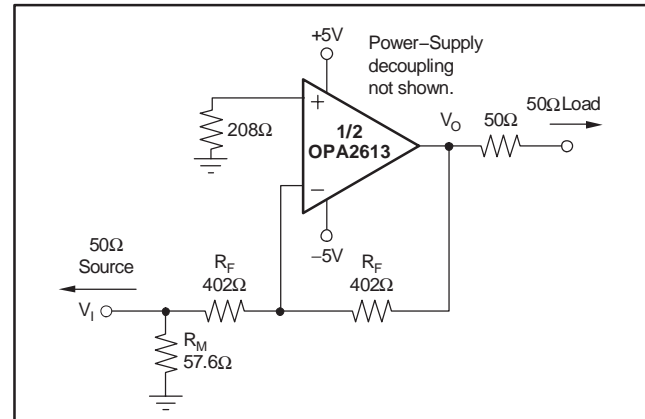 +5V
Power−Supply
decoupling
not shown.
50Ω Load
+
208Ω
1/2
OPA2613
V_O
50Ω
−
−5V
50Ω
Source
R_F
402Ω
R_F
402Ω
V_I
R_M
57.6Ω